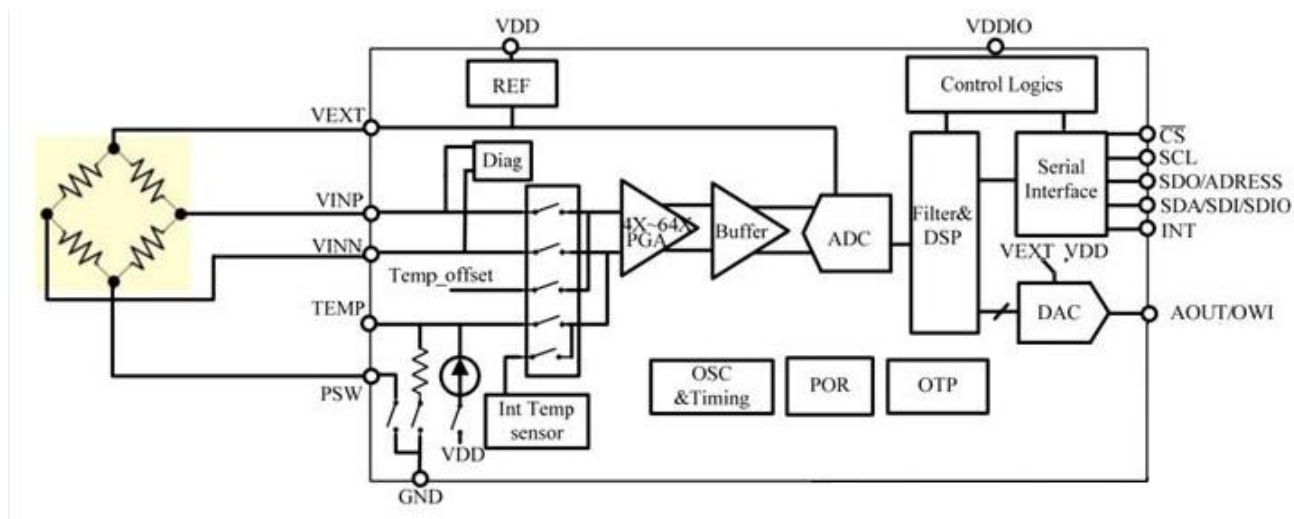 VDD
VDDIO
REF
Control Logics
VEXT
CS
Diag
SCL
Serial
Interface
SDO/ADRESS
VINP
Filter&
DSP
SDA/SDI/SDIO
4X~64X
PGA
Buffer
ADC
INT
VINN
VEXT VDD
Temp_offset
TEMP
DAC
AOUT/OWI
OSC
&Timing
POR
OTP
PSW
Int Temp
sensor
VDD
GND